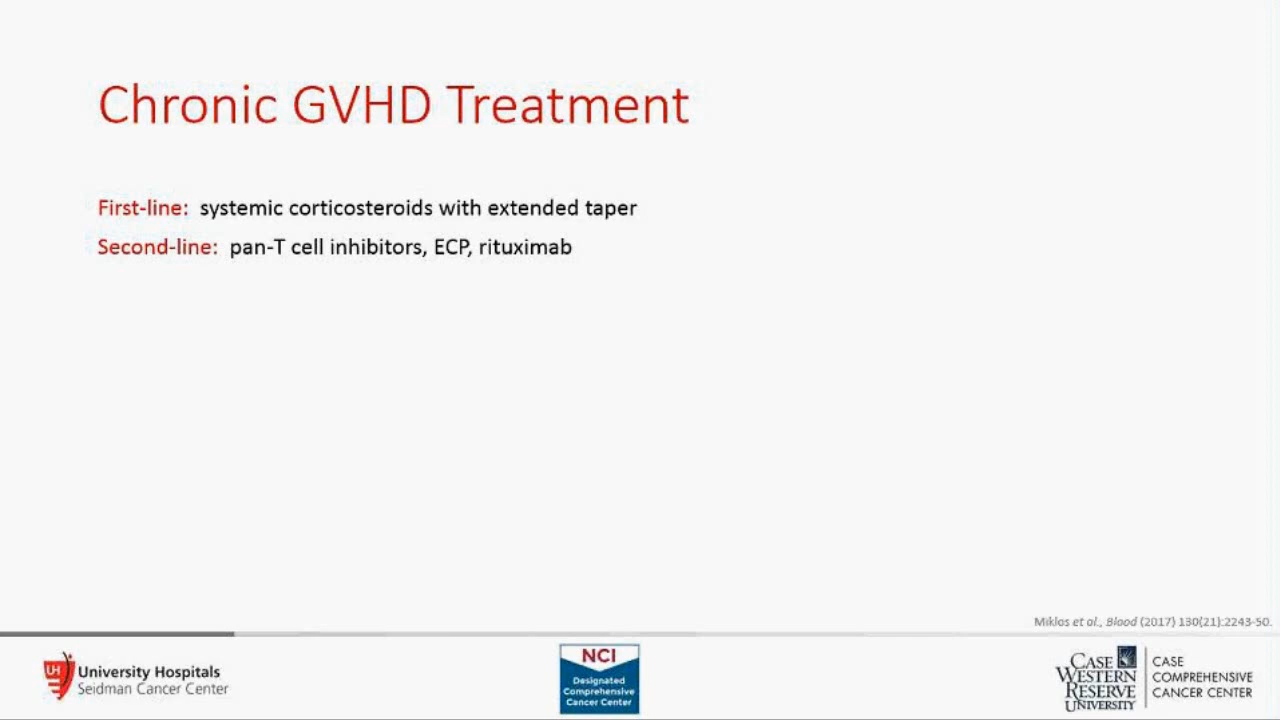 Chronic GVHD Treatment
First-line: systemic corticosteroids with extended taper
Second-line: pan-T cell inhibitors, ECP, rituximab
Miklos et al., Blood (2017) 130(21):2243-50.
UH
University Hospitals
Seidman Cancer Center
NCI
Designated
Comprehensive
Cancer Center
CASE
WESTERN
RESERVE
UNIVERSITY
CASE
COMPREHENSIVE
CANCER CENTER